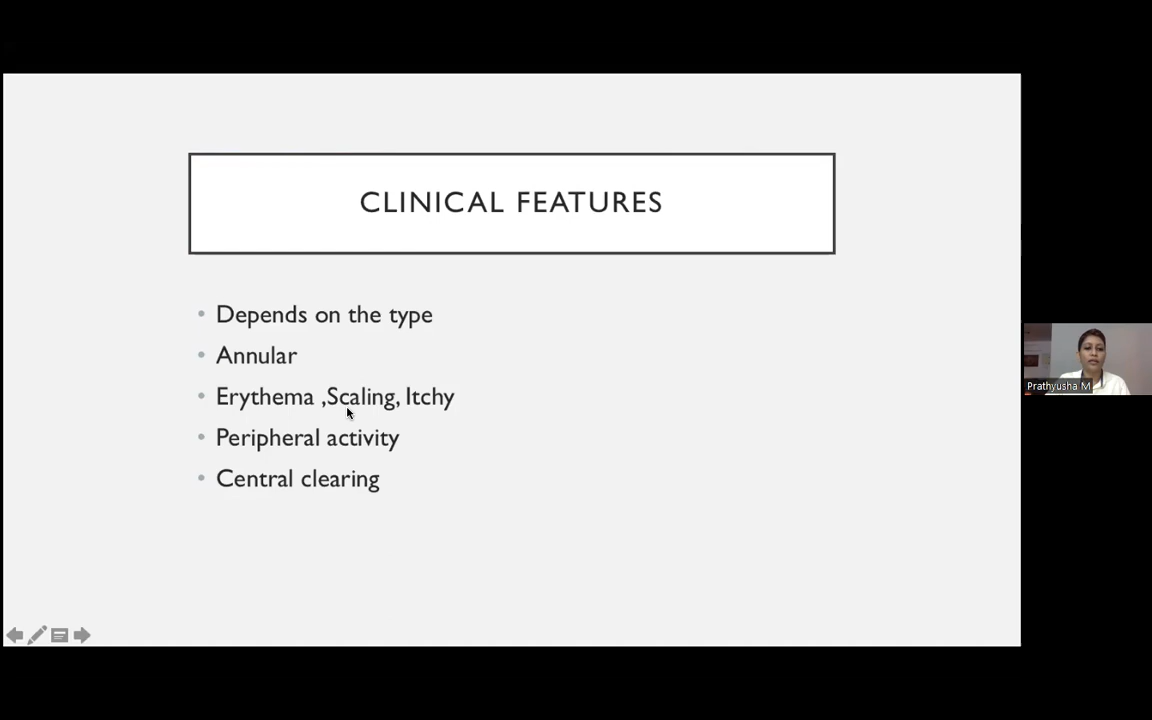 CLINICAL FEATURES
• Depends on the type
• Annular
• Erythema ,Scaling, Itchy
• Peripheral activity
• Central clearing
Prathyusha M